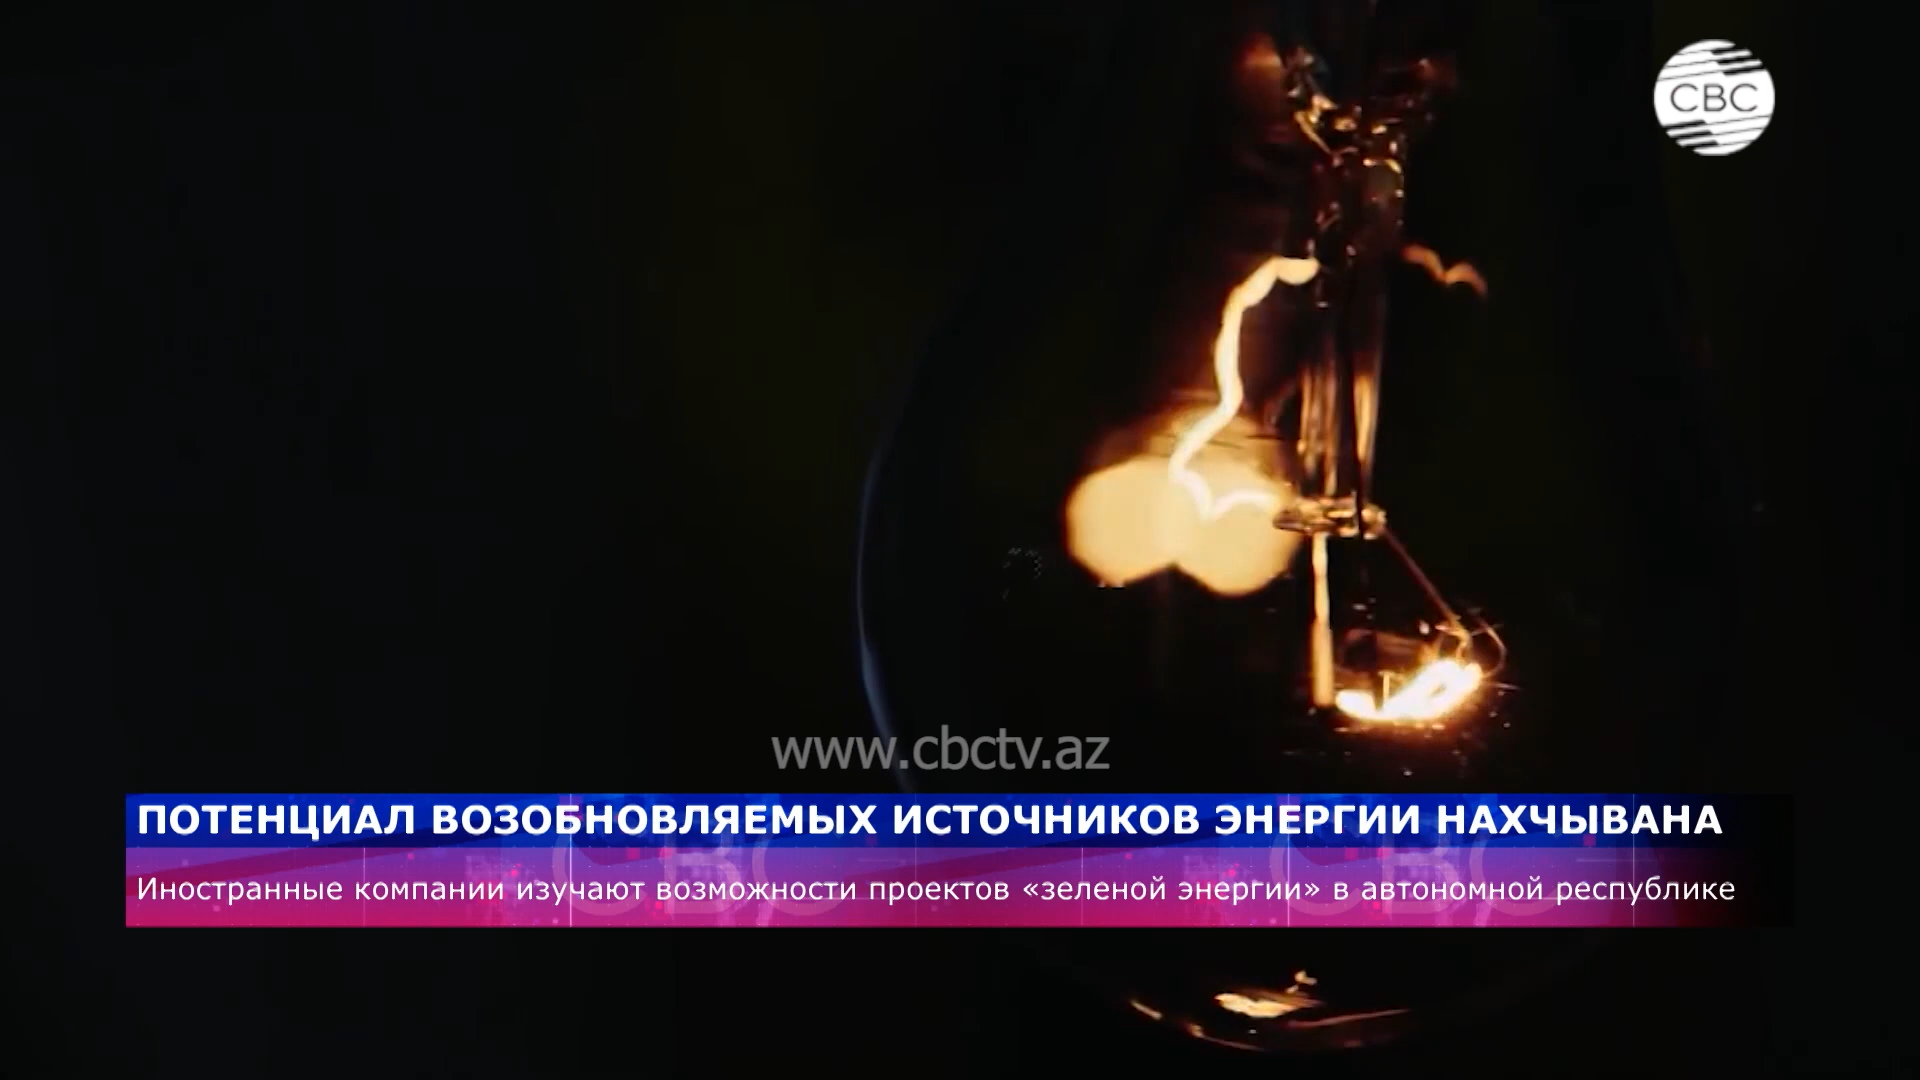 CBC
www.cbctv.az
ПОТЕНЦИАЛ ВОЗОБНОВЛЯЕМЫХ ИСТОЧНИКОВ ЭНЕРГИИ НАХЧЫВАНА
Иностранные компании изучают возможности проектов «зеленой энергии» в автономной республике